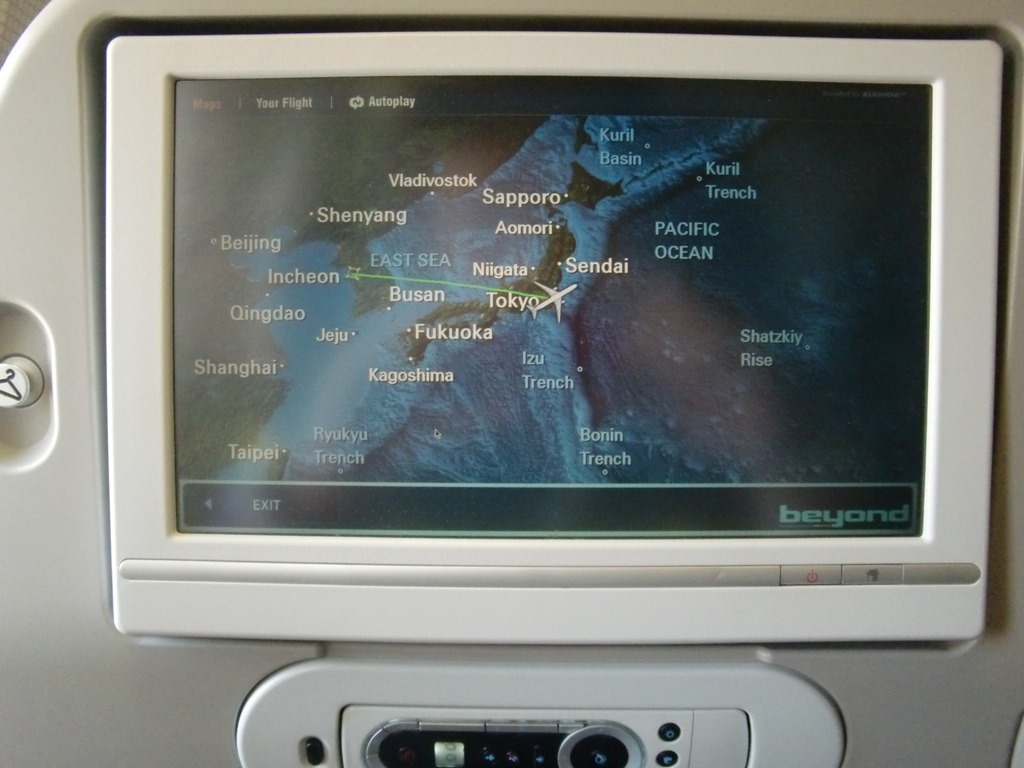 Maps | Your Flight | Autoplay
Kuril
Basin
Kuril
Trench
Vladivostok
Sapporo
Shenyang
Aomori
PACIFIC
OCEAN
Beijing
EAST SEA
Incheon
Niigata
Sendai
Busan
Tokyo
Qingdao
Jeju
Fukuoka
Shatzkiy
Rise
Shanghai
Kagoshima
Izu
Trench
Ryukyu
Trench
Bonin
Trench
Taipei
EXIT
beyond